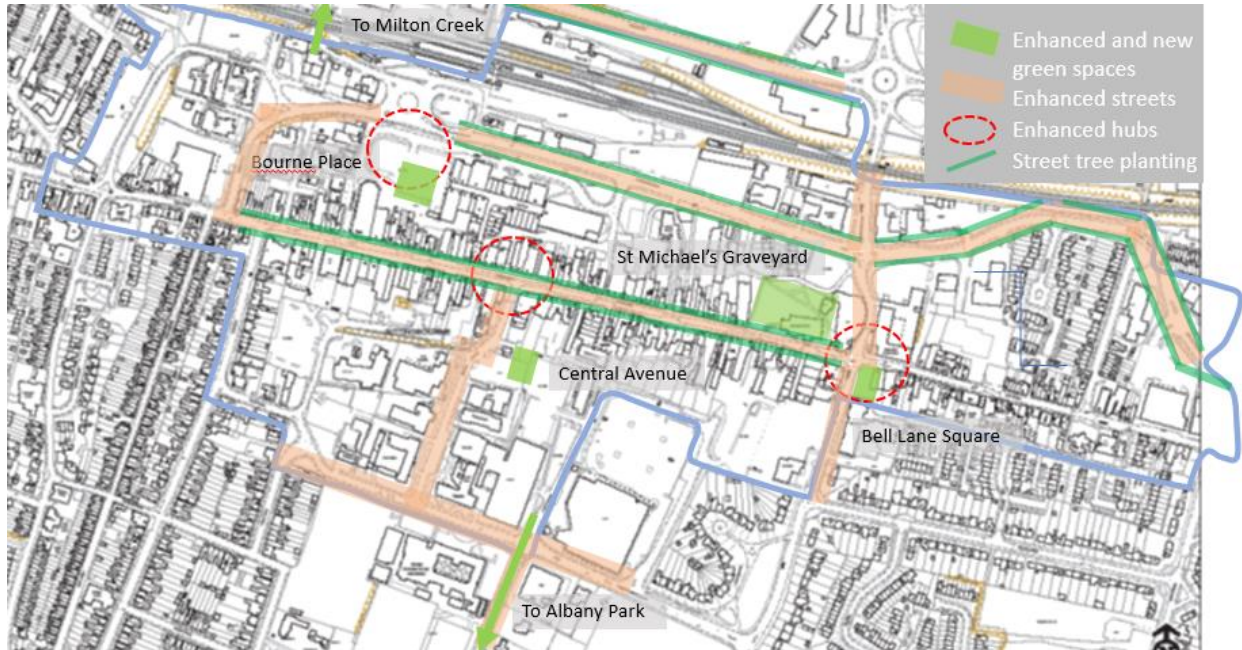 To Milton Creek
Enhanced and new
green spaces
Enhanced streets
Enhanced hubs
Street tree planting
Bourne Place
St Michael's Graveyard
Central Avenue
Bell Lane Square
To Albany Park